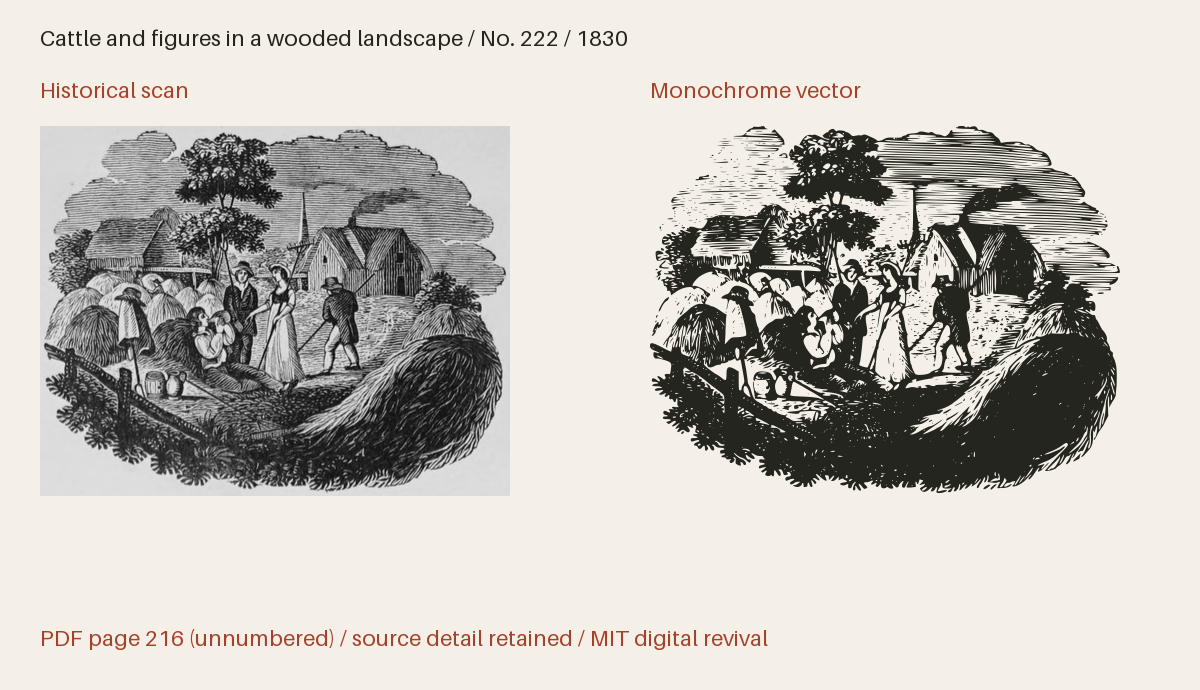 Cattle and figures in a wooded landscape / No. 222 / 1830
Historical scan
Monochrome vector
PDF page 216 (unnumbered) / source detail retained / MIT digital revival